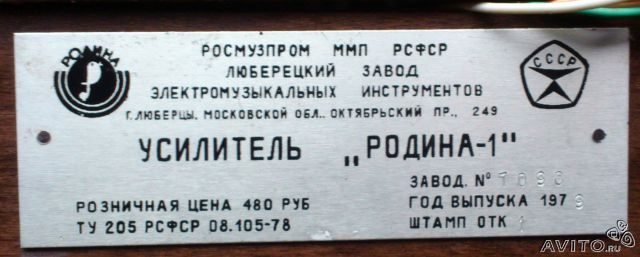 РОДИНА
РОСМУЗПРОМ ММП РСФСР
ЛЮБЕРЕЦКИЙ ЗАВОД
ЭЛЕКТРОМУЗЫКАЛЬНЫХ ИНСТРУМЕНТОВ
СССР
Г. ЛЮБЕРЦЫ, МОСКОВСКОЙ ОБЛ., ОКТЯБРЬСКИЙ ПР., 249
УСИЛИТЕЛЬ „РОДИНА-1"
ЗАВОД. №
РОЗНИЧНАЯ ЦЕНА 480 РУБ
ГОД ВЫПУСКА 1979
ТУ 205 РСФСР 08.105-78
ШТАМП ОТК
AVITO.RU